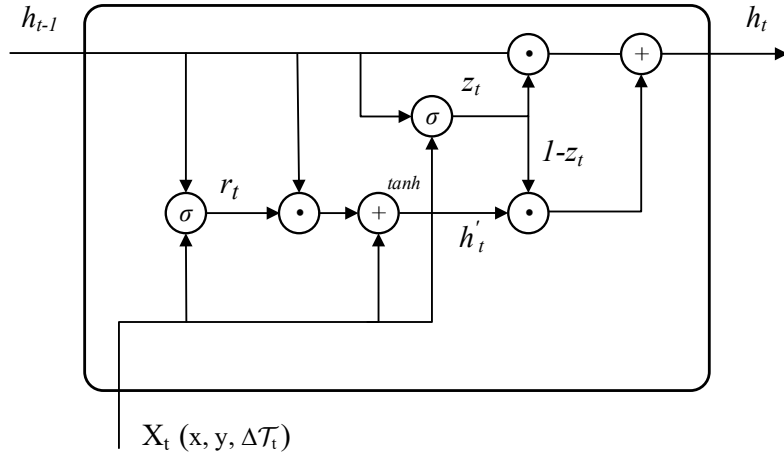 h_{t-1}
h_t
+
z_t
σ
1-z_t
tanh
r_t
σ
+
h'_t
X_t (x, y, Δ𝒯_t)